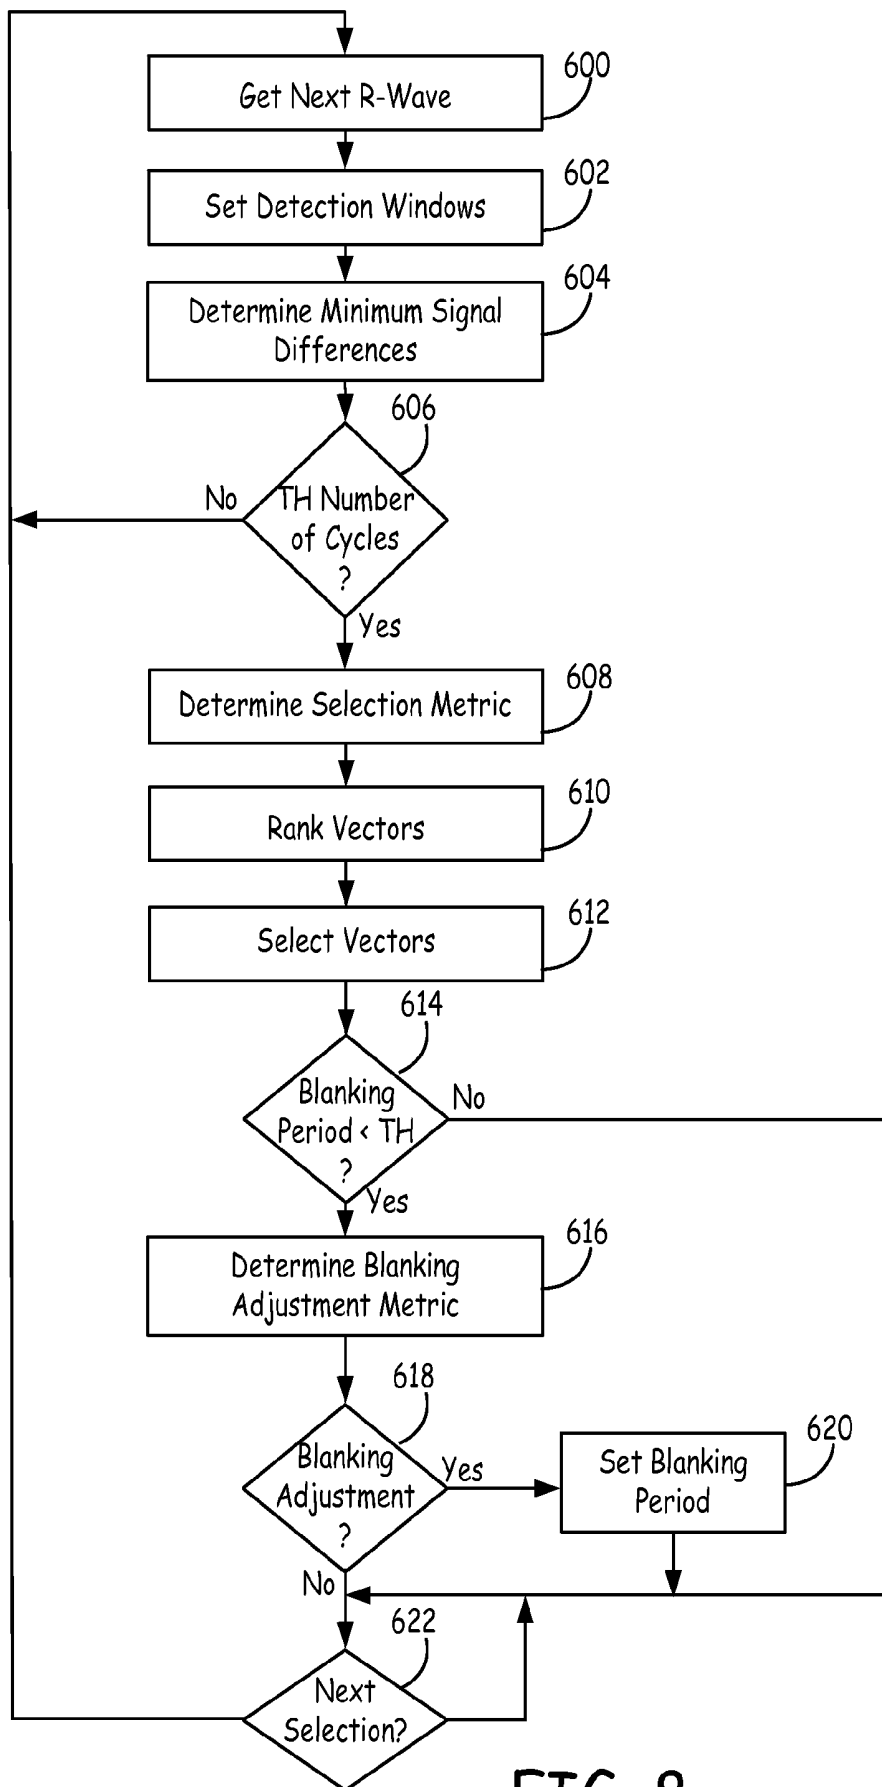 600
Get Next R-Wave
602
Set Detection Windows
604
Determine Minimum Signal
Differences
606
No
TH Number
of Cycles
?
Yes
608
Determine Selection Metric
610
Rank Vectors
612
Select Vectors
614
Blanking
Period < TH
?
No
Yes
616
Determine Blanking
Adjustment Metric
618
Blanking
Adjustment
?
Yes
620
Set Blanking
Period
No
622
Next
Selection?